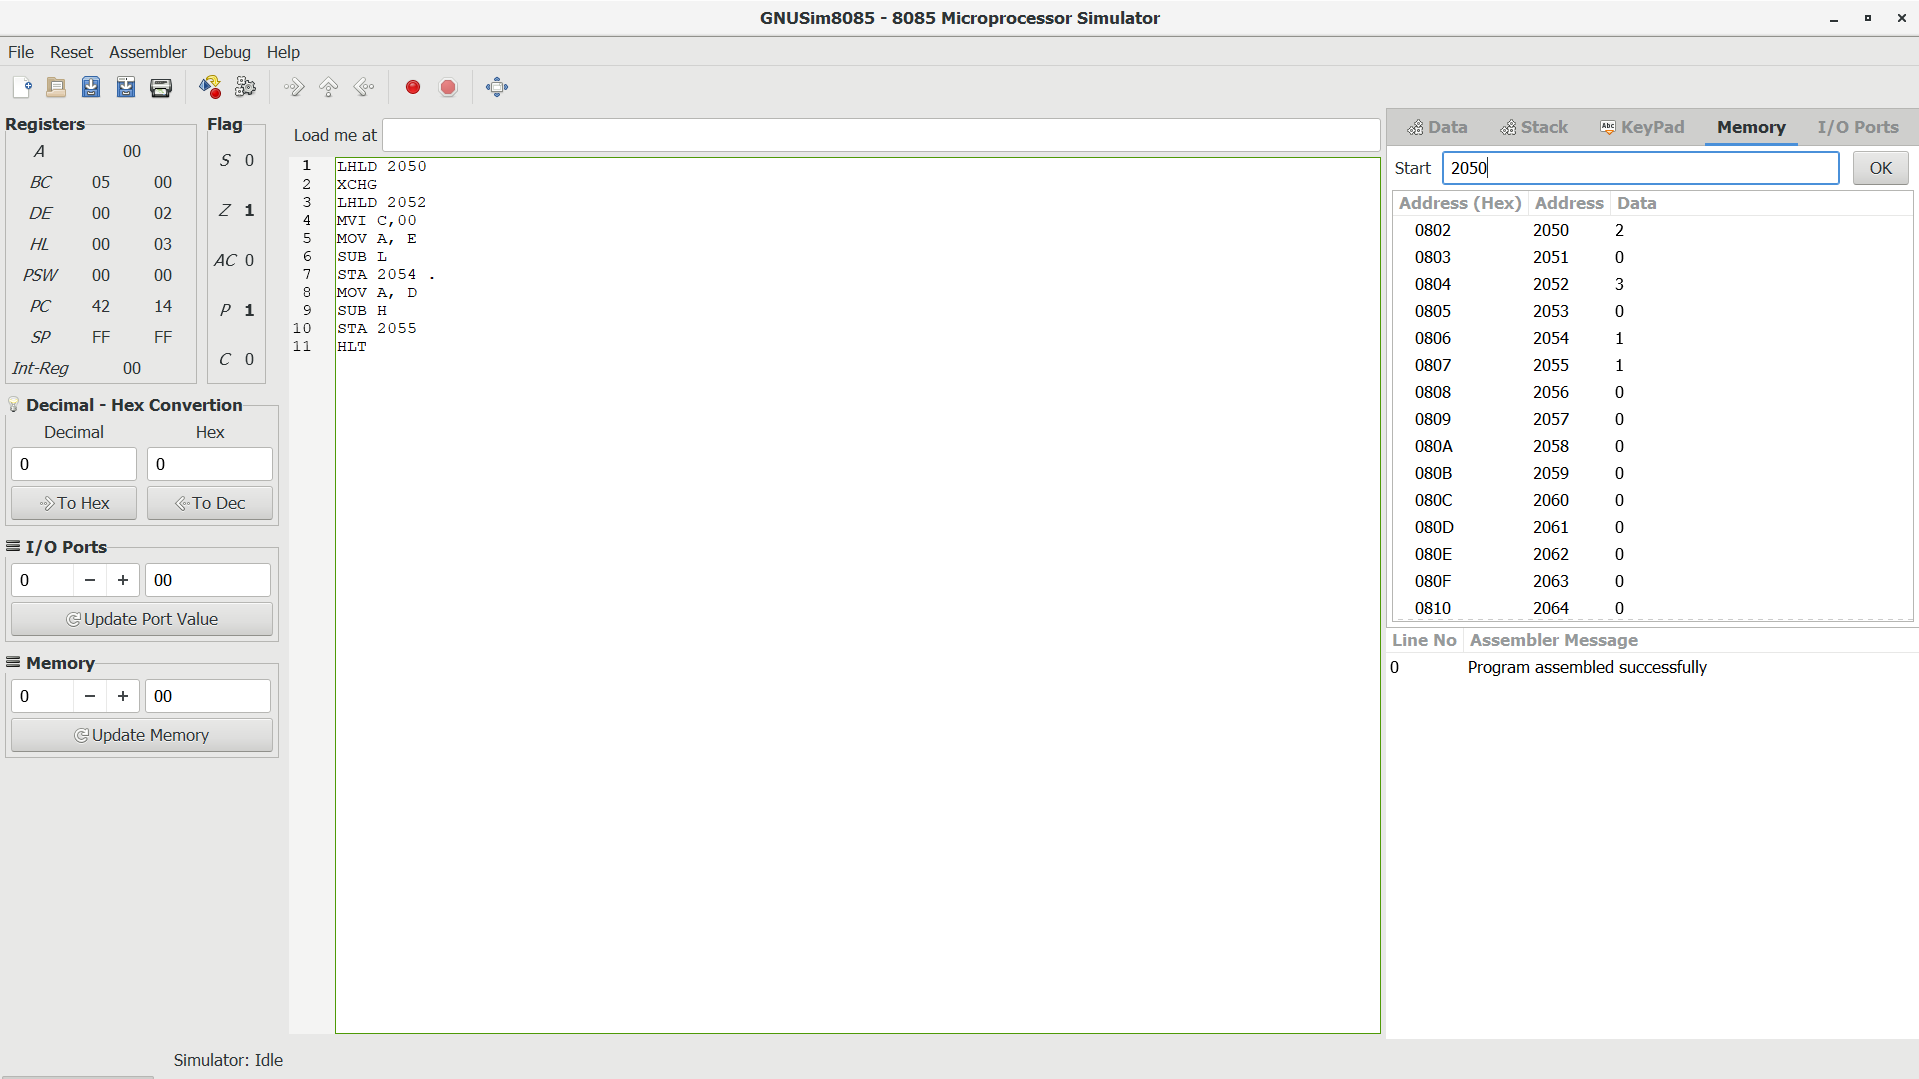 GNUSim8085 - 8085 Microprocessor Simulator
File Reset Assembler Debug Help
Registers
A 00
BC 05 00
DE 00 02
HL 00 03
PSW 00 00
PC 42 14
SP FF FF
Int-Reg 00
Flag
S 0
Z 1
AC 0
P 1
C 0
Decimal - Hex Convertion
Decimal Hex
0 0
To Hex To Dec
I/O Ports
0 − + 00
Update Port Value
Memory
0 − + 00
Update Memory
Load me at
1 LHLD 2050
2 XCHG
3 LHLD 2052
4 MVI C,00
5 MOV A, E
6 SUB L
7 STA 2054 .
8 MOV A, D
9 SUB H
10 STA 2055
11 HLT
Data Stack Abc KeyPad Memory I/O Ports
Start 2050 OK
Address (Hex) Address Data
0802 2050 2
0803 2051 0
0804 2052 3
0805 2053 0
0806 2054 1
0807 2055 1
0808 2056 0
0809 2057 0
080A 2058 0
080B 2059 0
080C 2060 0
080D 2061 0
080E 2062 0
080F 2063 0
0810 2064 0
Line No Assembler Message
0 Program assembled successfully
Simulator: Idle